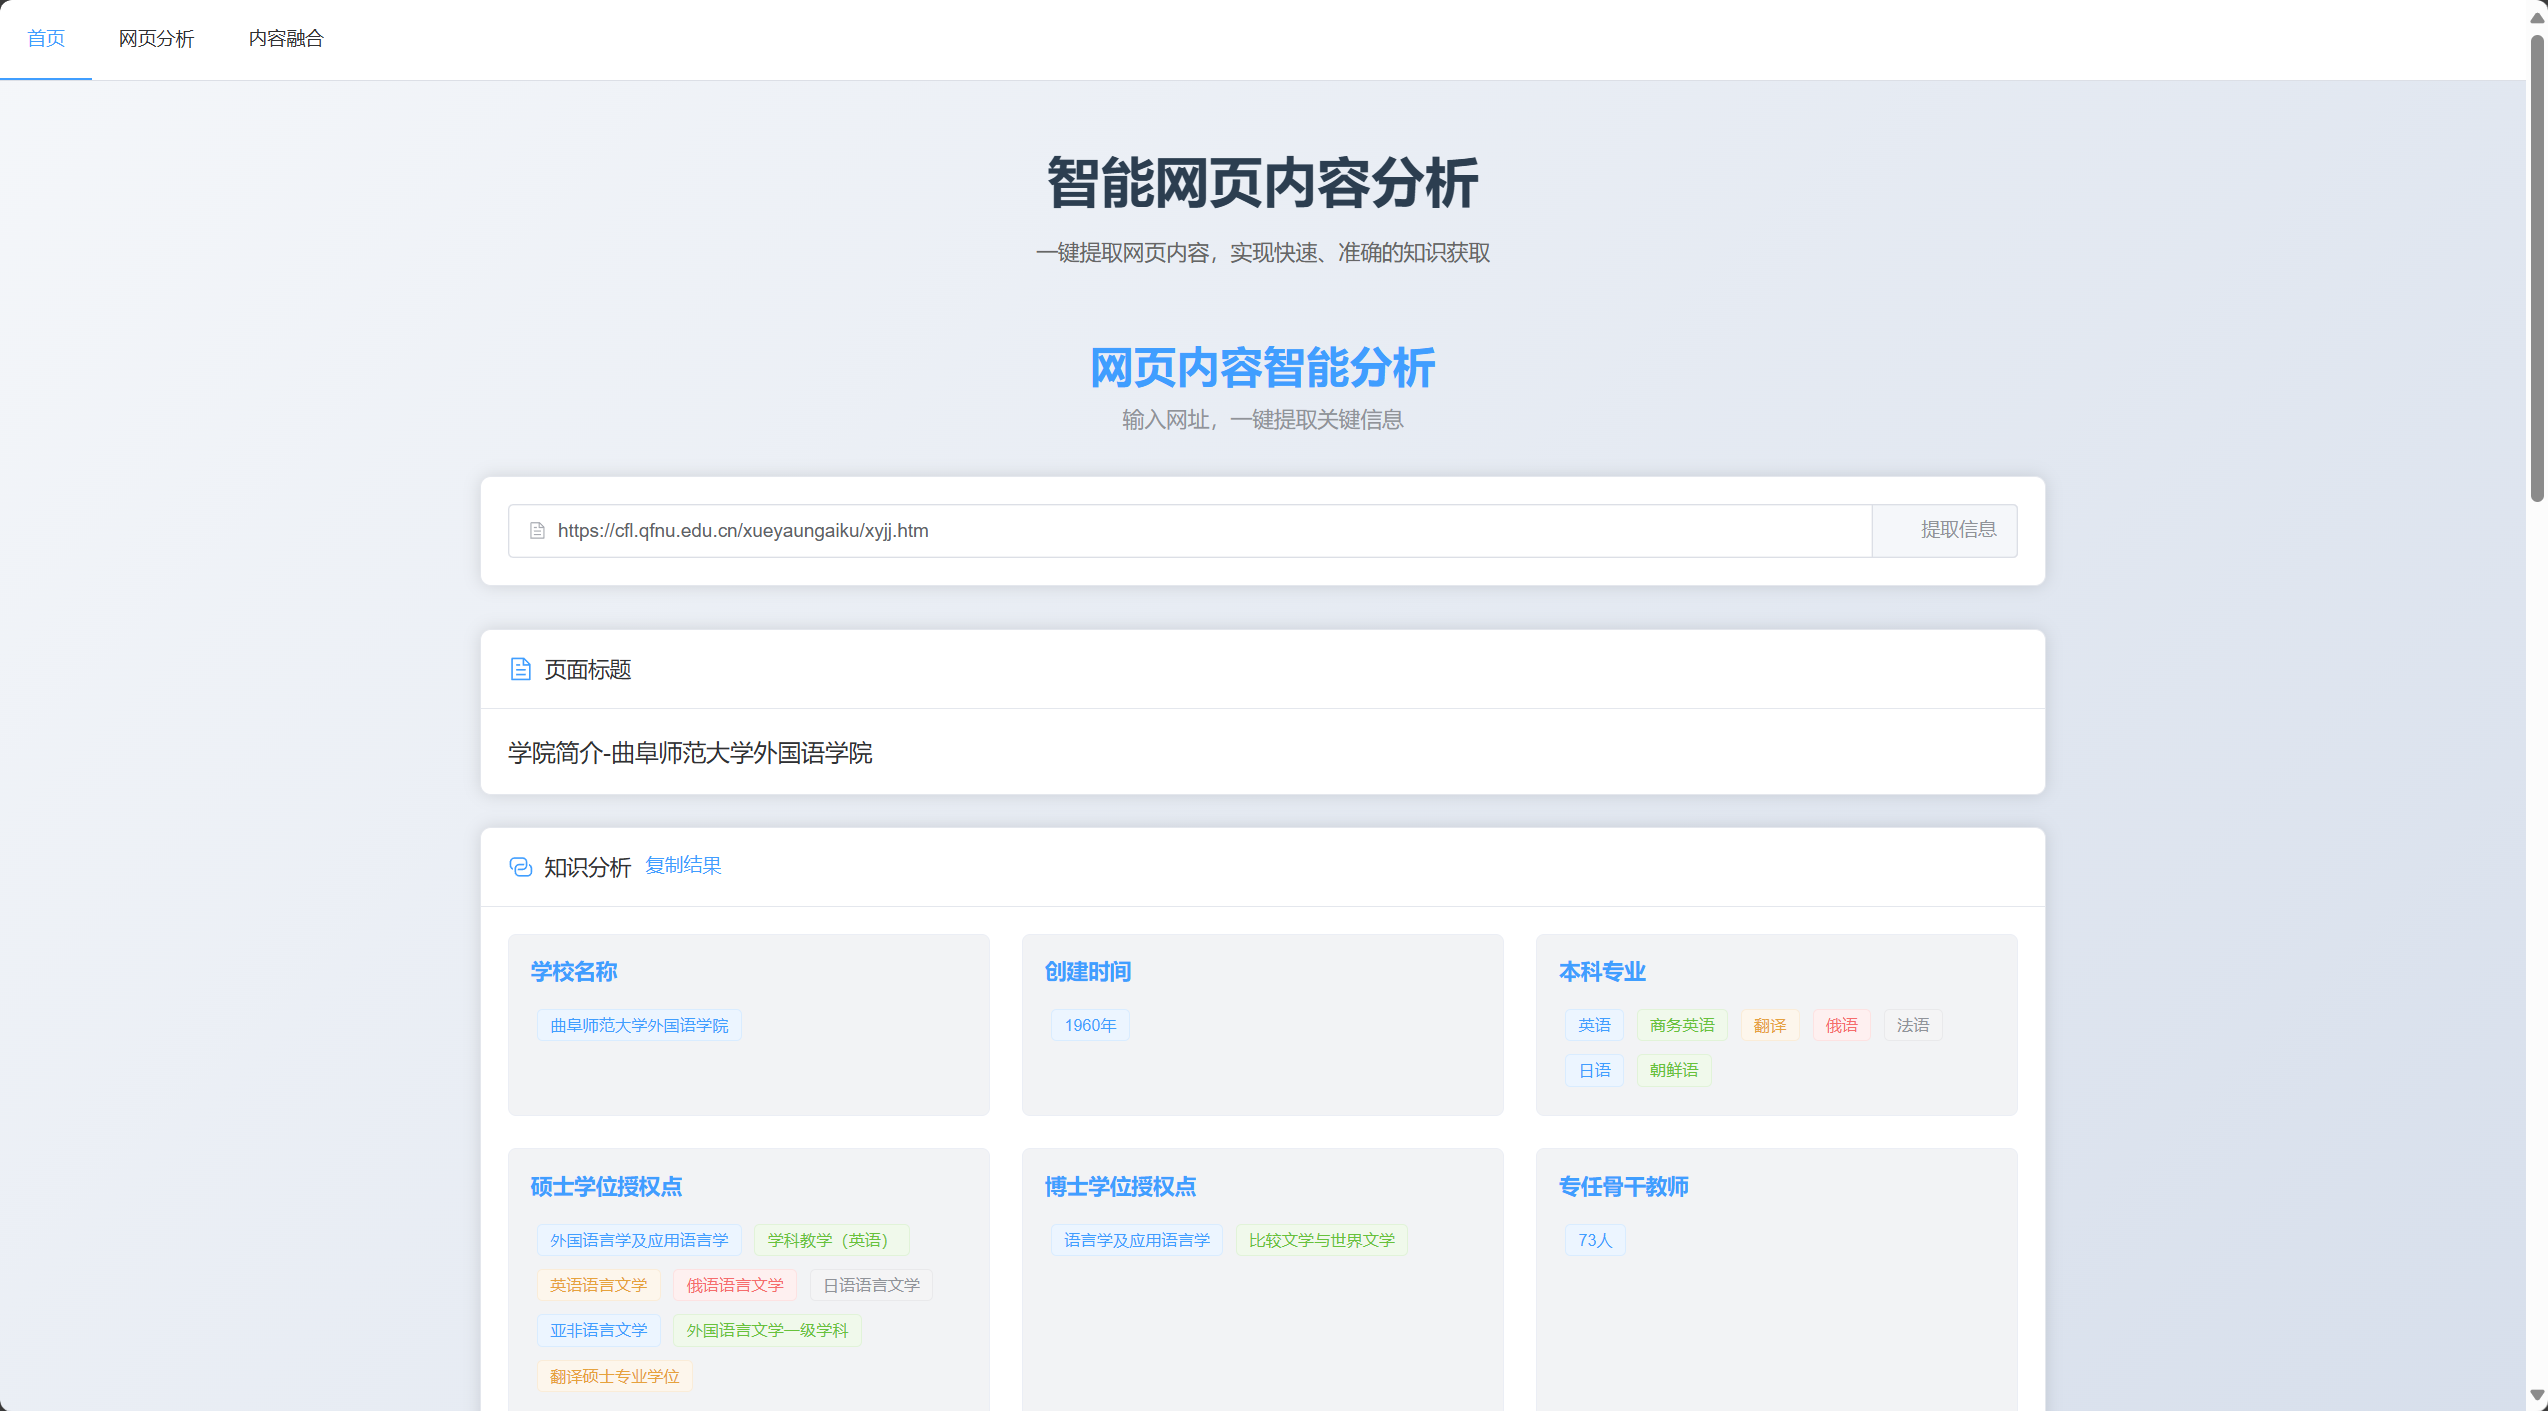 首页 网页分析 内容融合
智能网页内容分析
一键提取网页内容，实现快速、准确的知识获取
网页内容智能分析
输入网址，一键提取关键信息
https://cfl.qfnu.edu.cn/xueyaungaiku/xyjj.htm 提取信息
页面标题
学院简介-曲阜师范大学外国语学院
知识分析 复制结果
学校名称
曲阜师范大学外国语学院
创建时间
1960年
本科专业
英语 商务英语 翻译 俄语 法语
日语 朝鲜语
硕士学位授权点
外国语言学及应用语言学 学科教学（英语）
英语语言文学 俄语语言文学 日语语言文学
亚非语言文学 外国语言文学一级学科
翻译硕士专业学位
博士学位授权点
语言学及应用语言学 比较文学与世界文学
专任骨干教师
73人